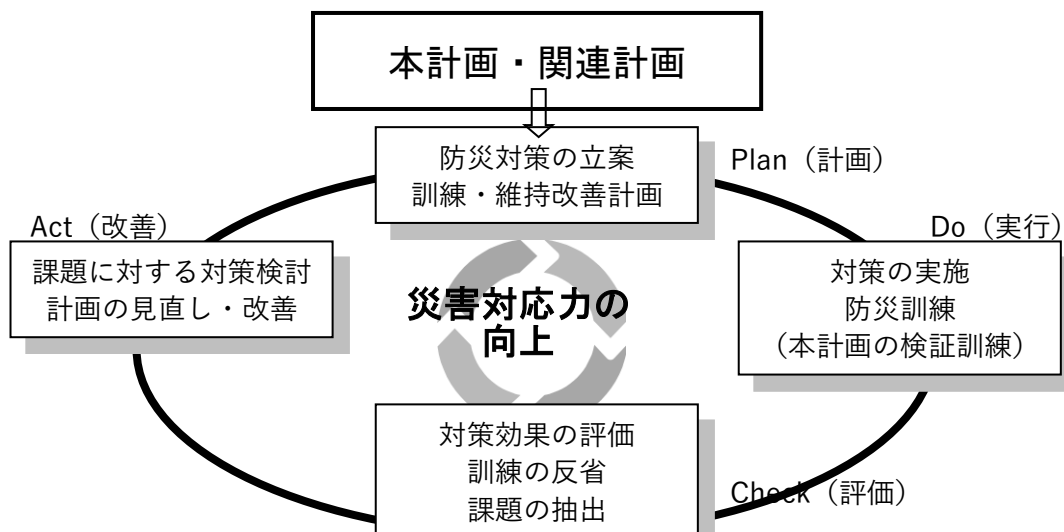 本計画・関連計画
防災対策の立案
訓練・維持改善計画
Plan（計画）
Act（改善）
Do（実行）
課題に対する対策検討
計画の見直し・改善
災害対応力の
向上
対策の実施
防災訓練
（本計画の検証訓練）
対策効果の評価
訓練の反省
課題の抽出
Check（評価）